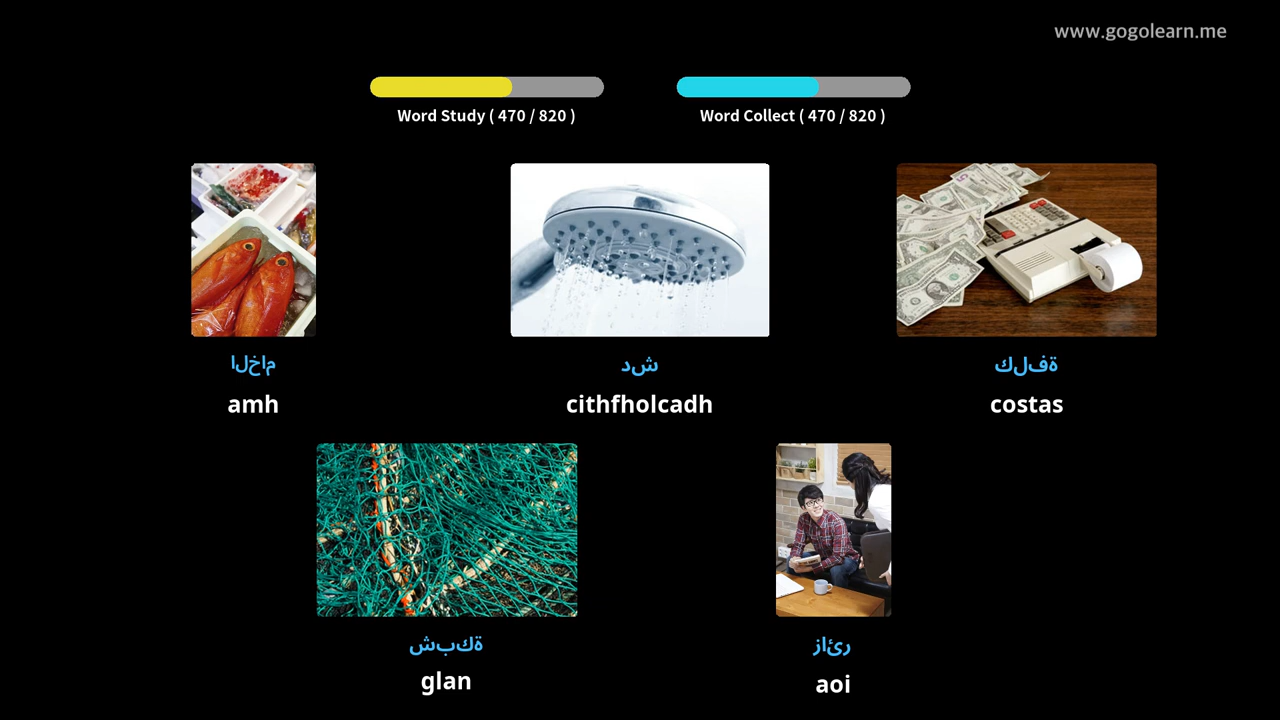 www.gogolearn.me
Word Study ( 470 / 820 )
Word Collect ( 470 / 820 )
ماخلا
شد
ةفلك
amh
cithfholcadh
costas
ةكبش
رئاز
glan
aoi